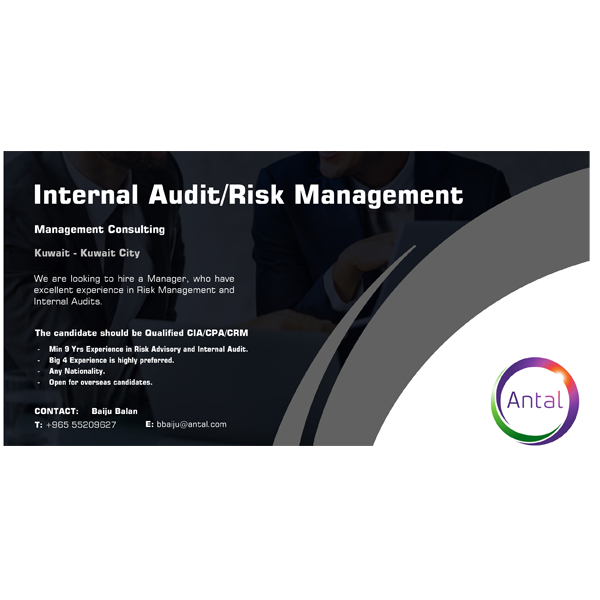 Internal Audit/Risk Management
Management Consulting
Kuwait - Kuwait City
We are looking to hire a Manager, who have
excellent experience in Risk Management and
Internal Audits.
The candidate should be Qualified CIA/CPA/CRM
- Min 9 Yrs Experience in Risk Advisory and Internal Audit.
- Big 4 Experience is highly preferred.
- Any Nationality.
- Open for overseas candidates.
CONTACT: Baiju Balan
T: +965 55209627 E: bbaiju@antal.com
Antal